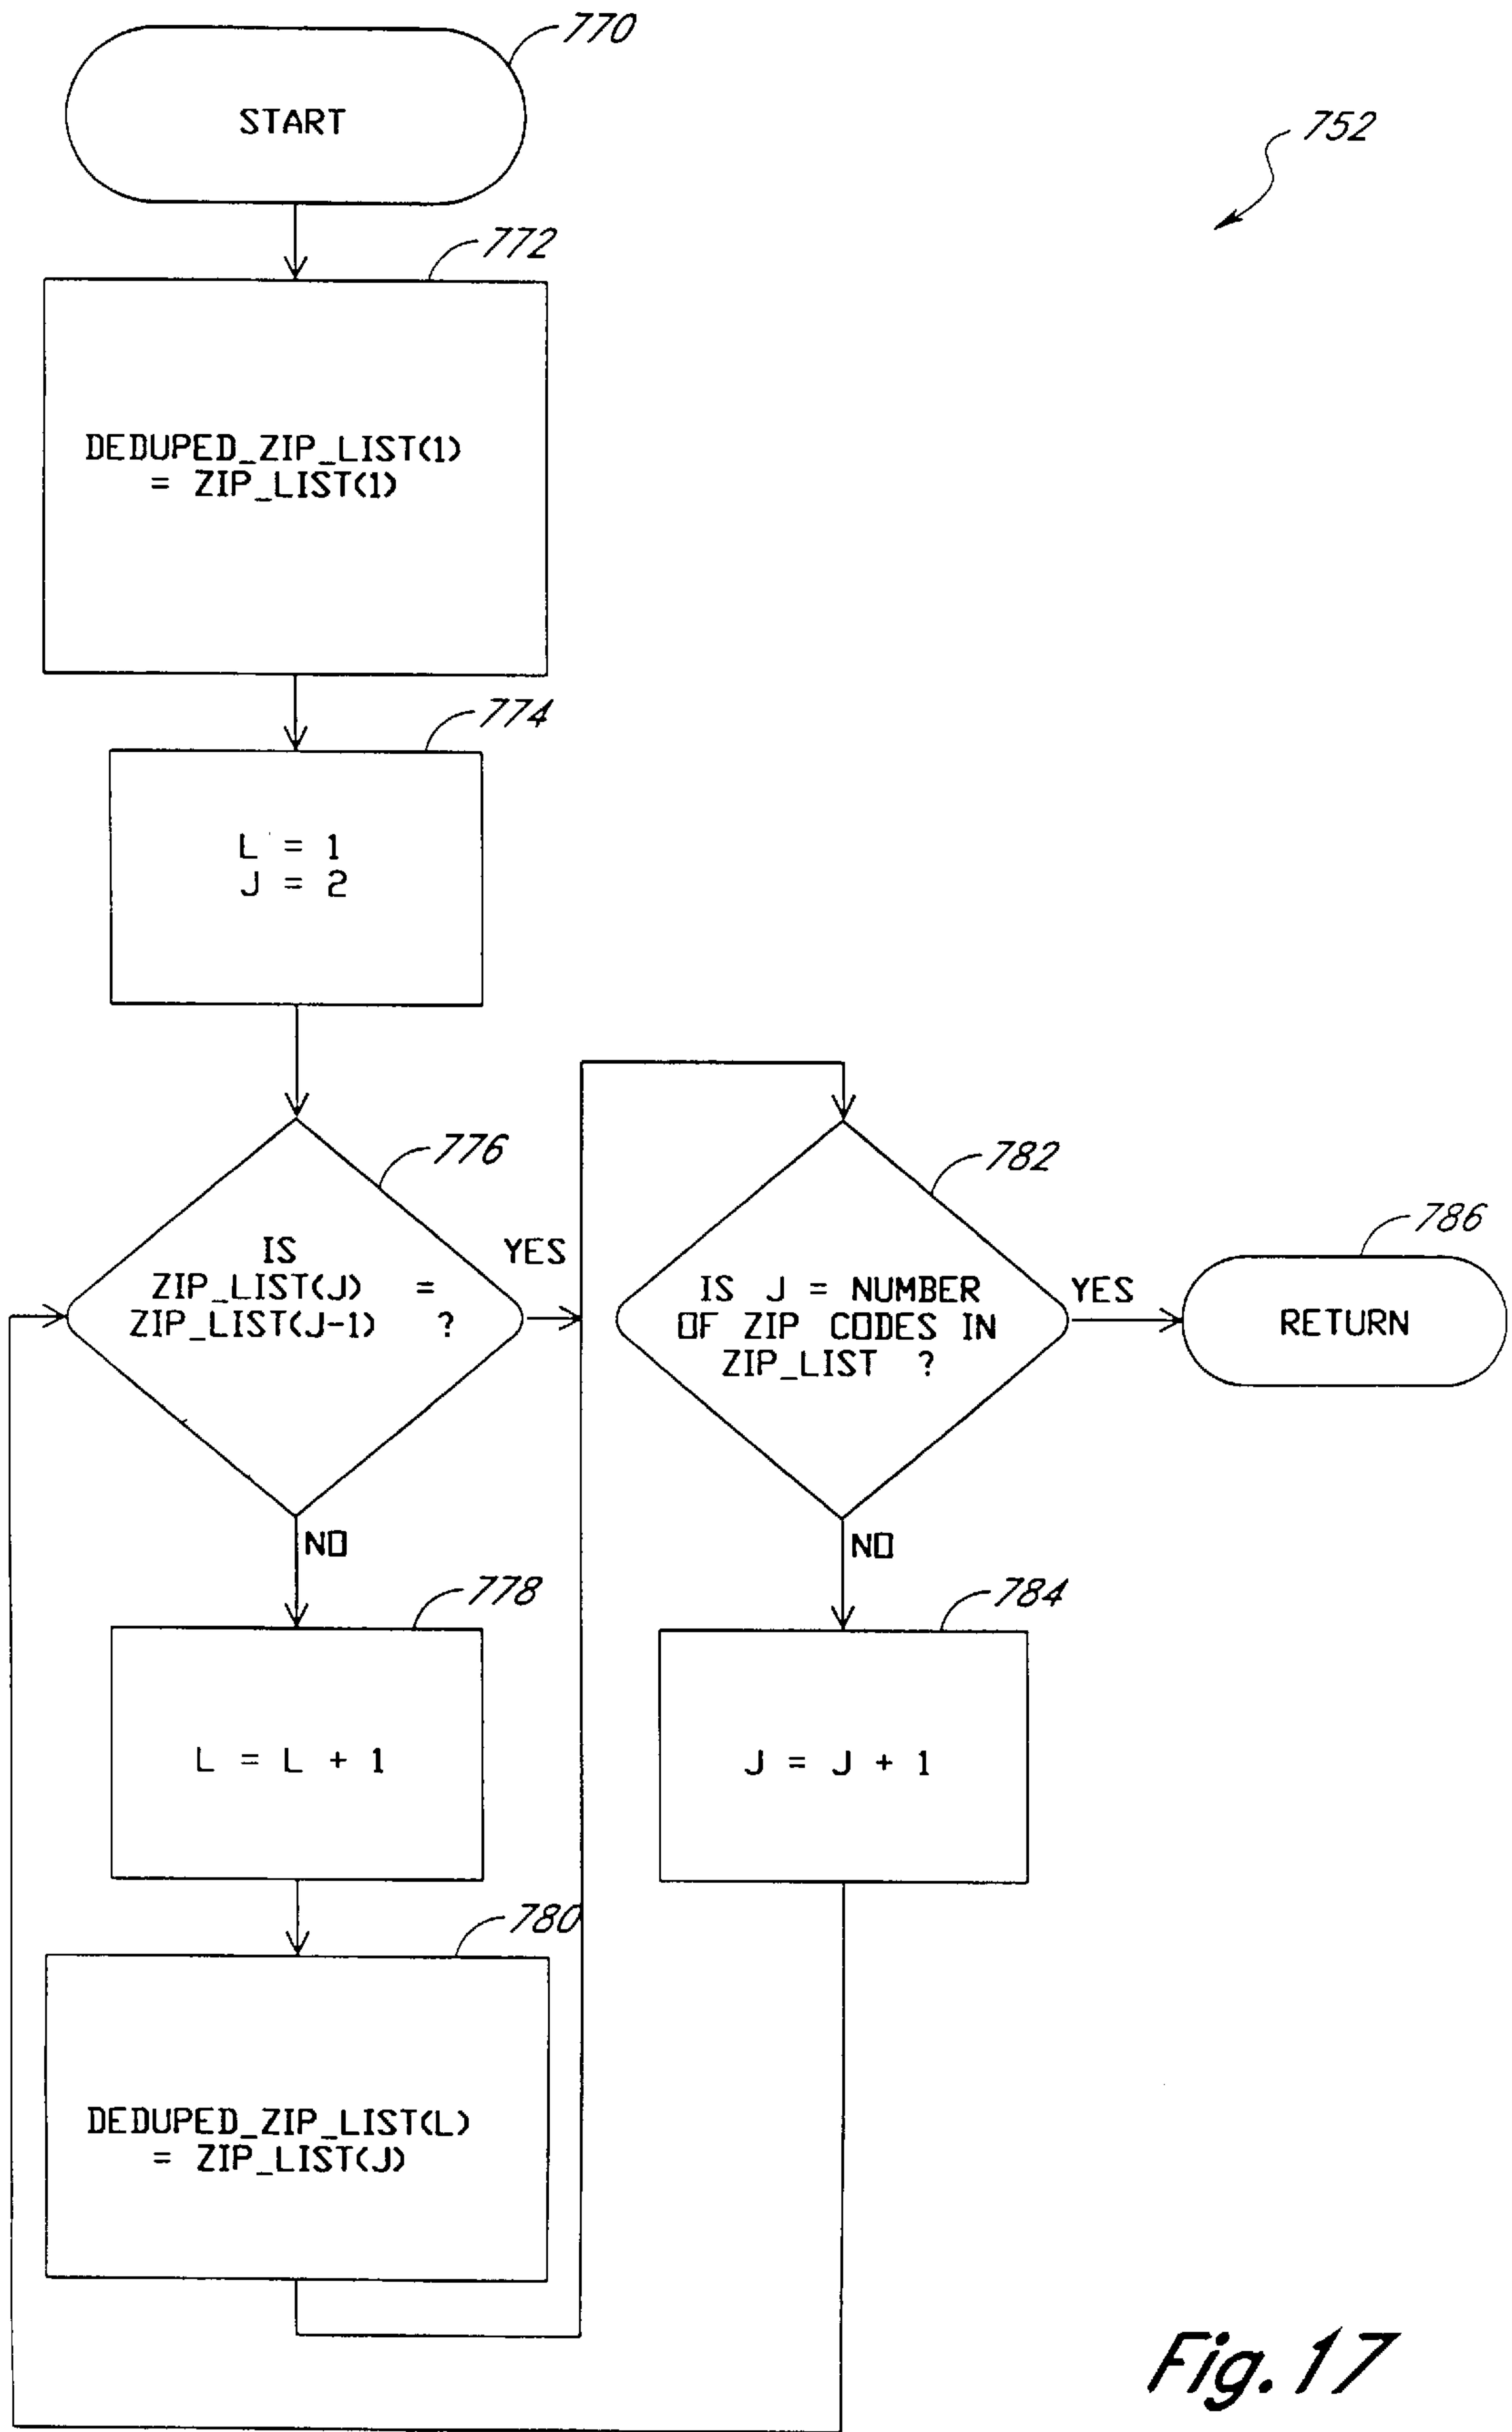 770
START
752
772
DEDUPED_ZIP_LIST(1)
= ZIP_LIST(1)
774
L = 1
J = 2
776
IS
ZIP_LIST(J) =
ZIP_LIST(J-1) ?
YES
NO
778
L = L + 1
780
DEDUPED_ZIP_LIST(L)
= ZIP_LIST(J)
782
IS J = NUMBER
OF ZIP CODES IN
ZIP_LIST ?
YES
786
RETURN
NO
784
J = J + 1
Fig. 17